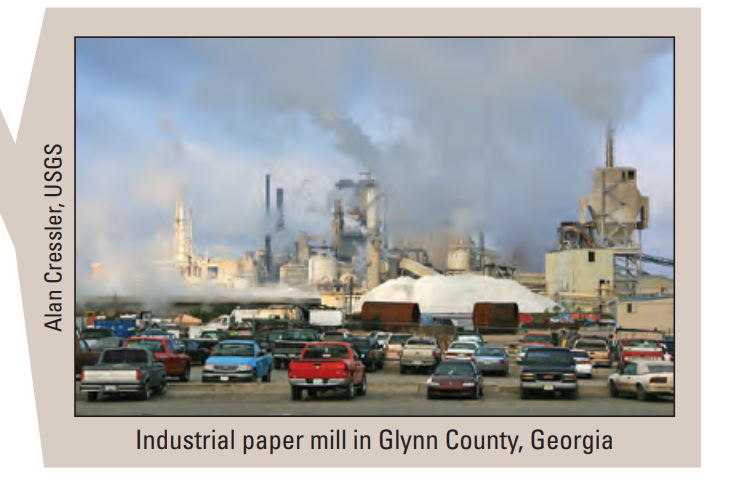 Alan Cressler, USGS
Industrial paper mill in Glynn County, Georgia